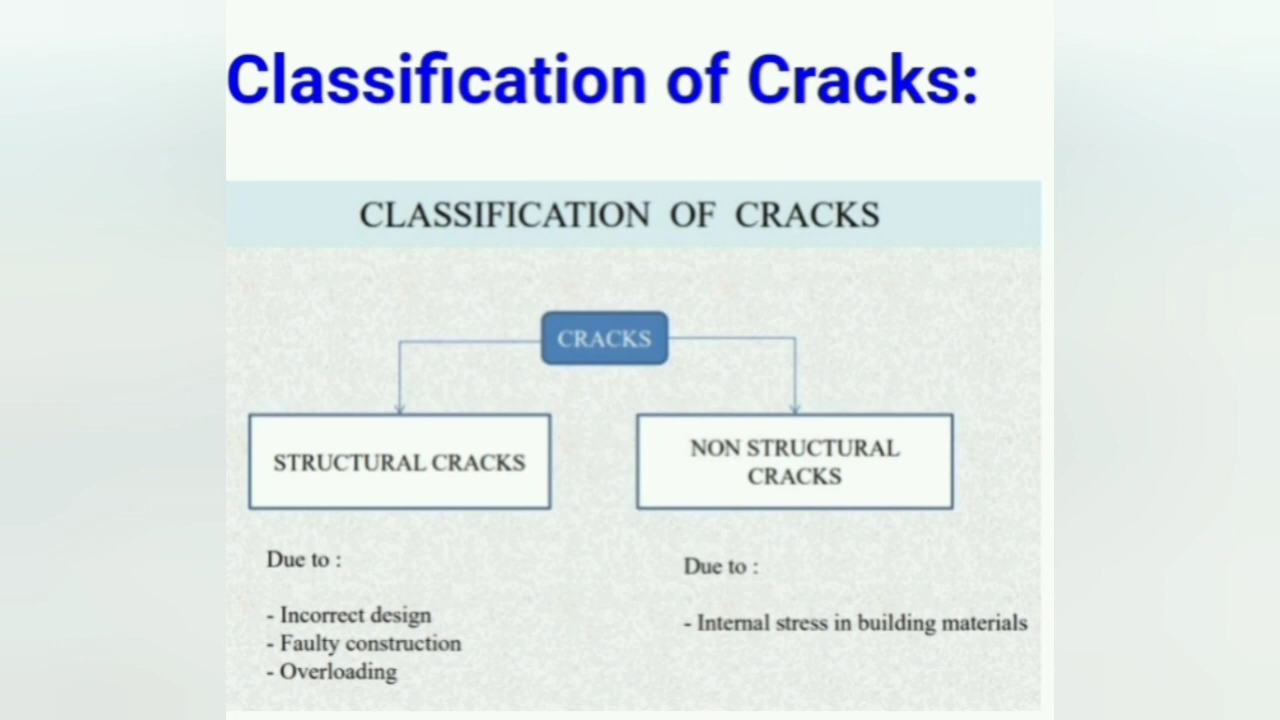 Classification of Cracks:
CLASSIFICATION OF CRACKS
CRACKS
STRUCTURAL CRACKS
NON STRUCTURAL
CRACKS
Due to :
- Incorrect design
- Faulty construction
- Overloading
Due to :
- Internal stress in building materials